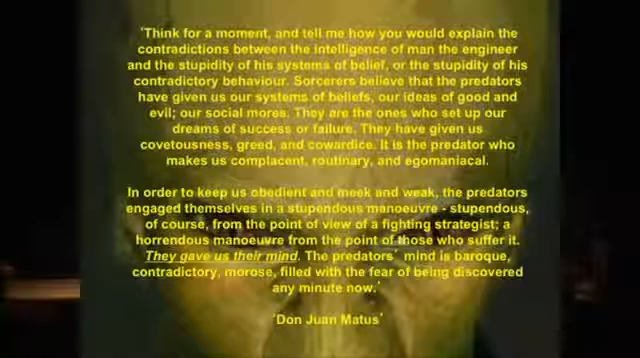 'Think for a moment, and tell me how you would explain the
contradictions between the intelligence of man the engineer
and the stupidity of his systems of belief, or the stupidity of his
contradictory behaviour. Sorcerers believe that the predators
have given us our systems of beliefs, our ideas of good and
evil; our social mores. They are the ones who set up our
dreams of success or failure. They have given us
covetousness, greed, and cowardice. It is the predator who
makes us complacent, routinary, and egomaniacal.
In order to keep us obedient and meek and weak, the predators
engaged themselves in a stupendous manoeuvre - stupendous,
of course, from the point of view of a fighting strategist; a
horrendous manoeuvre from the point of those who suffer it.
They gave us their mind. The predators' mind is baroque,
contradictory, morose, filled with the fear of being discovered
any minute now.'
'Don Juan Matus'